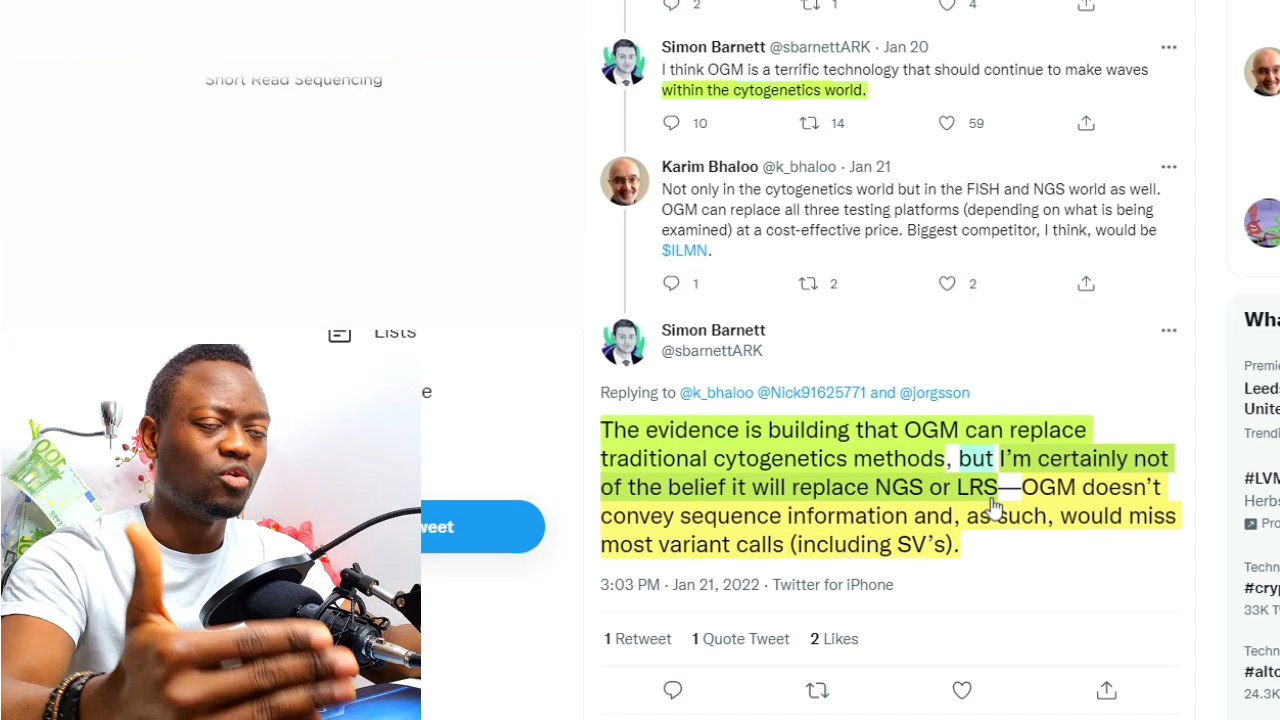 Short Read Sequencing
Lists
e
weet
2 1 4
Simon Barnett @sbarnettARK · Jan 20
I think OGM is a terrific technology that should continue to make waves
within the cytogenetics world.
10 14 59
Karim Bhaloo @k_bhaloo · Jan 21
Not only in the cytogenetics world but in the FISH and NGS world as well.
OGM can replace all three testing platforms (depending on what is being
examined) at a cost-effective price. Biggest competitor, I think, would be
$ILMN.
1 2 2
Simon Barnett
@sbarnettARK
Replying to @k_bhaloo @Nick91625771 and @jorgsson
The evidence is building that OGM can replace
traditional cytogenetics methods, but I’m certainly not
of the belief it will replace NGS or LRS—OGM doesn’t
convey sequence information and, as such, would miss
most variant calls (including SV’s).
3:03 PM · Jan 21, 2022 · Twitter for iPhone
1 Retweet 1 Quote Tweet 2 Likes
Wha
Premie
Leeds
Unite
Trendi
#LVM
Herbs
Pro
Techn
#cryp
33K T
Techn
#alto
24.3K
100